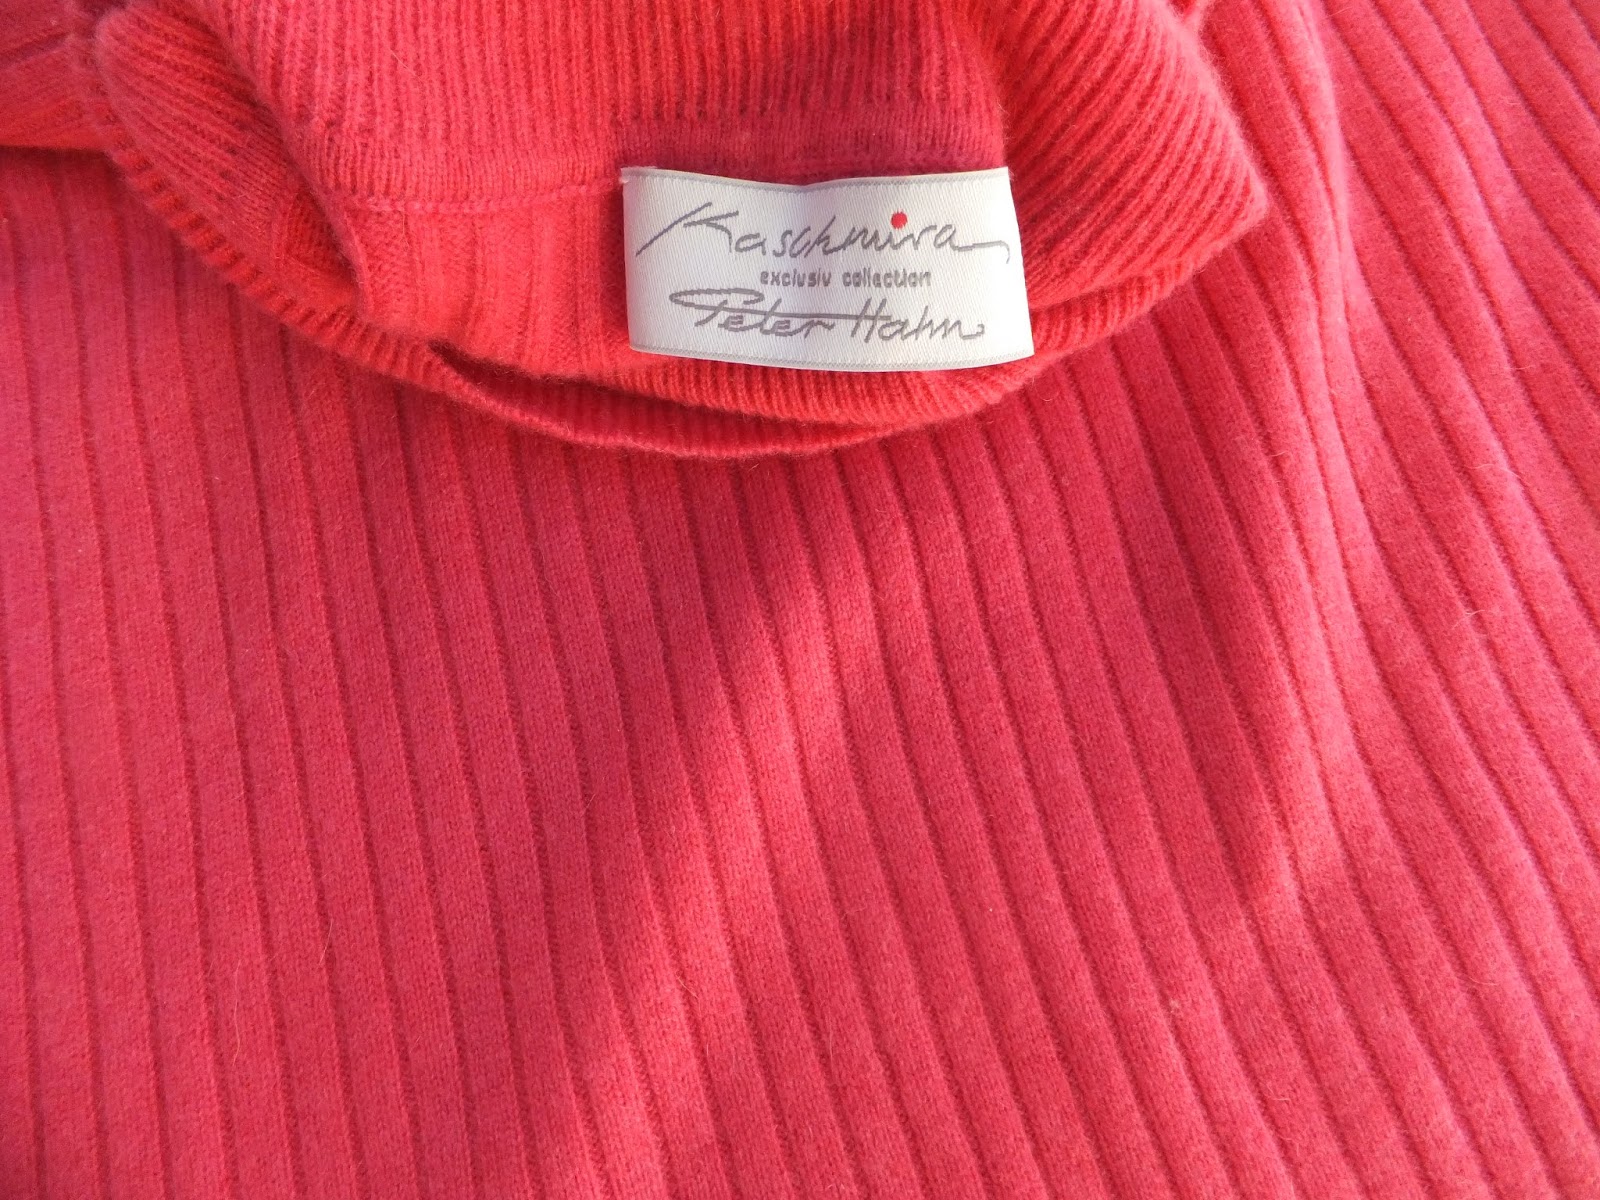 Kaschmira
exclusiv collection
Peter Hahn